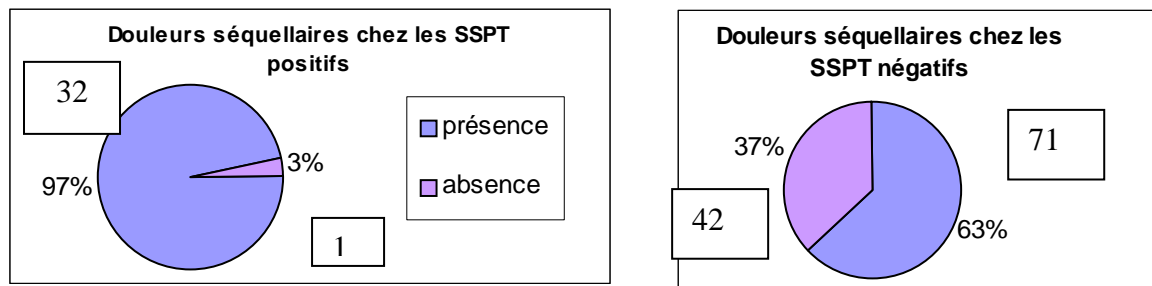 Douleurs séquellaires chez les SSPT
positifs
32
présence
absence
3%
97%
1
Douleurs séquellaires chez les
SSPT négatifs
71
37%
42
63%